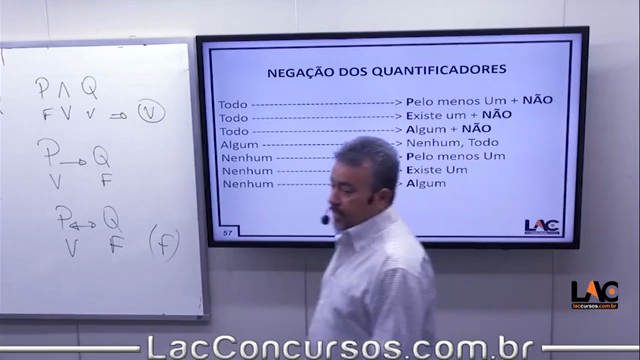 P ∧ Q
F V V ⇒ (V)
P → Q
V F
P ↔ Q
V F (F)
NEGAÇÃO DOS QUANTIFICADORES
Todo ----------------------------------> Pelo menos Um + NÃO
Todo ----------------------------------> Existe um + NÃO
Todo ----------------------------------> Algum + NÃO
Algum --------------------------------> Nenhum, Todo
Nenhum -----------------------------> Pelo menos Um
Nenhum -----------------------------> Existe Um
Nenhum -----------------------------> Algum
57
LAC
LAC
laccursos.com.br
LacConcursos.com.br